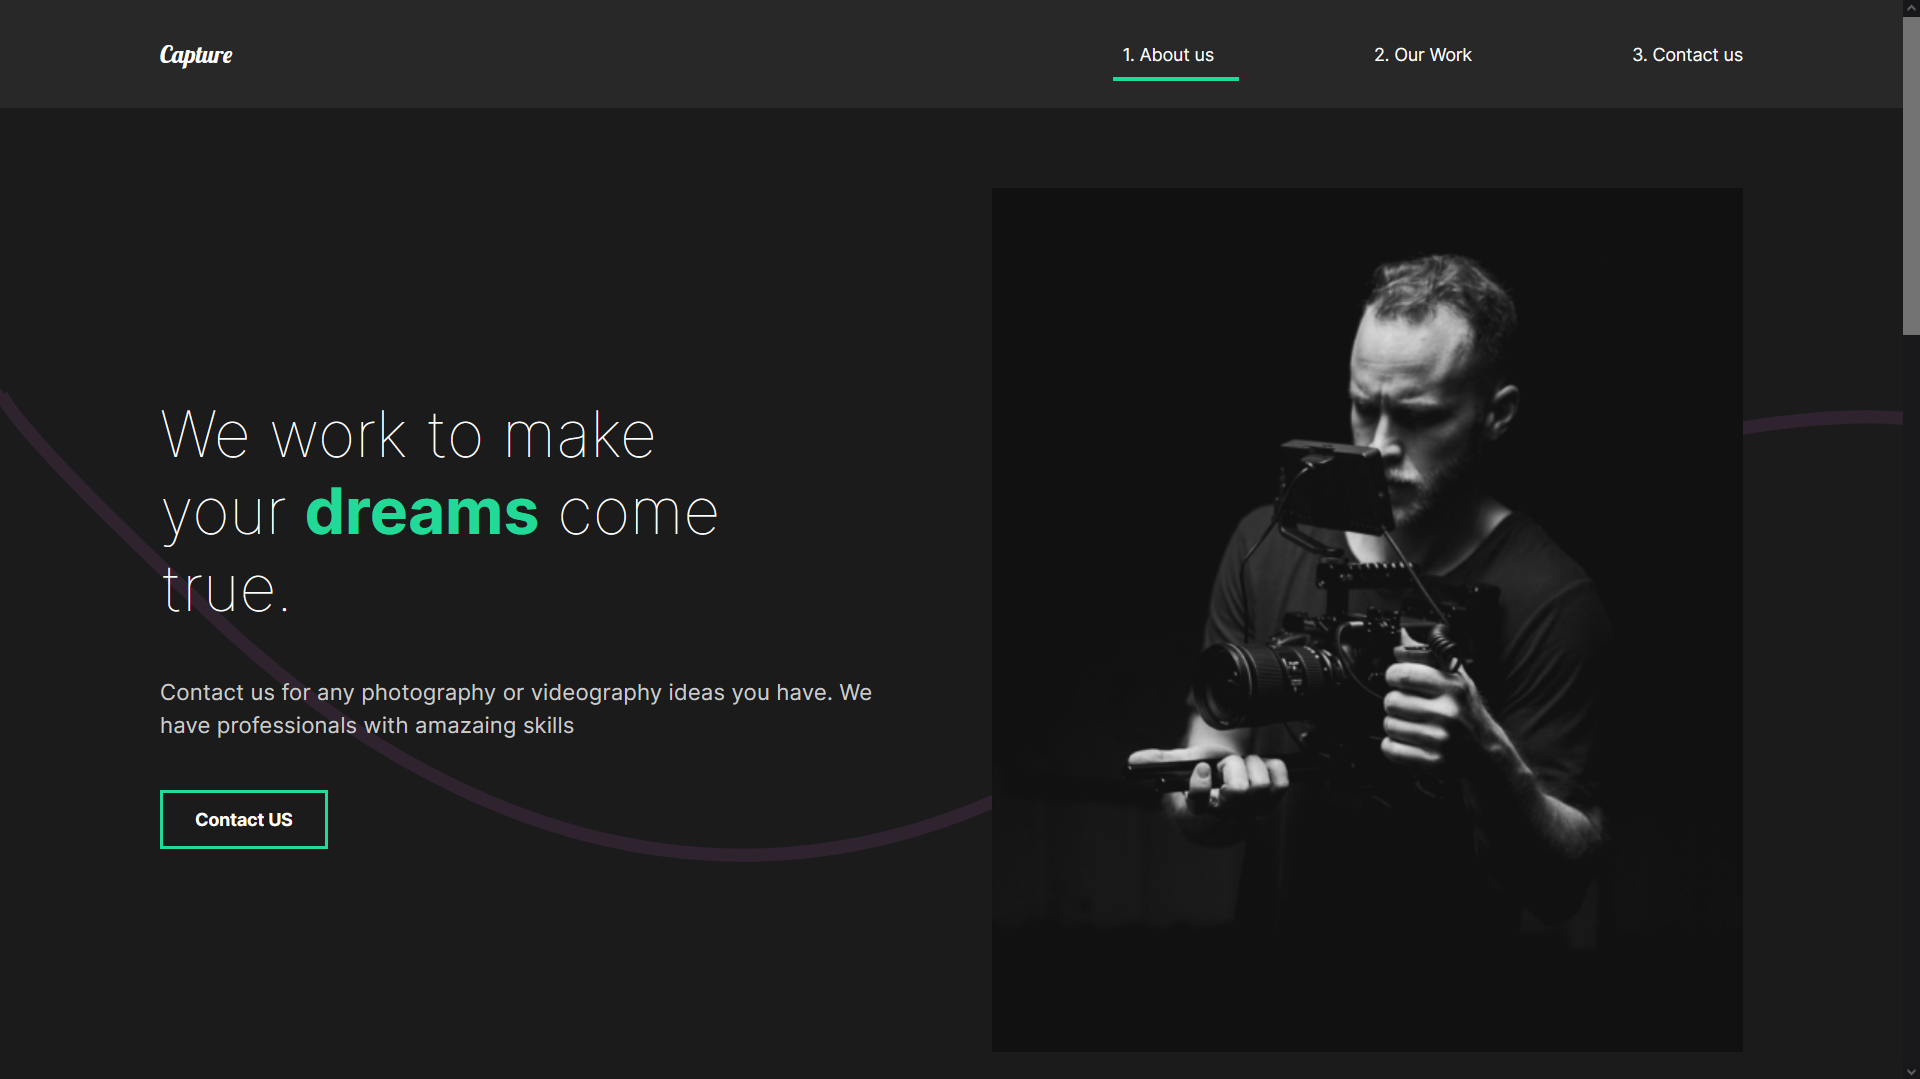 Capture
1. About us
2. Our Work
3. Contact us
We work to make
your dreams come
true.
Contact us for any photography or videography ideas you have. We
have professionals with amazaing skills
Contact US